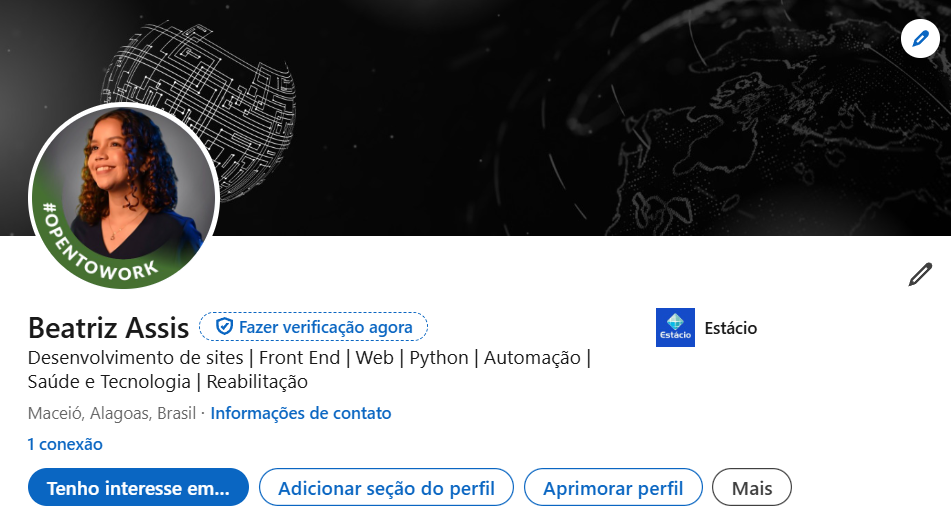 #OPENTOWORK
Beatriz Assis
Fazer verificação agora
Estácio
Estácio
Desenvolvimento de sites | Front End | Web | Python | Automação |
Saúde e Tecnologia | Reabilitação
Maceió, Alagoas, Brasil · Informações de contato
1 conexão
Tenho interesse em...
Adicionar seção do perfil
Aprimorar perfil
Mais